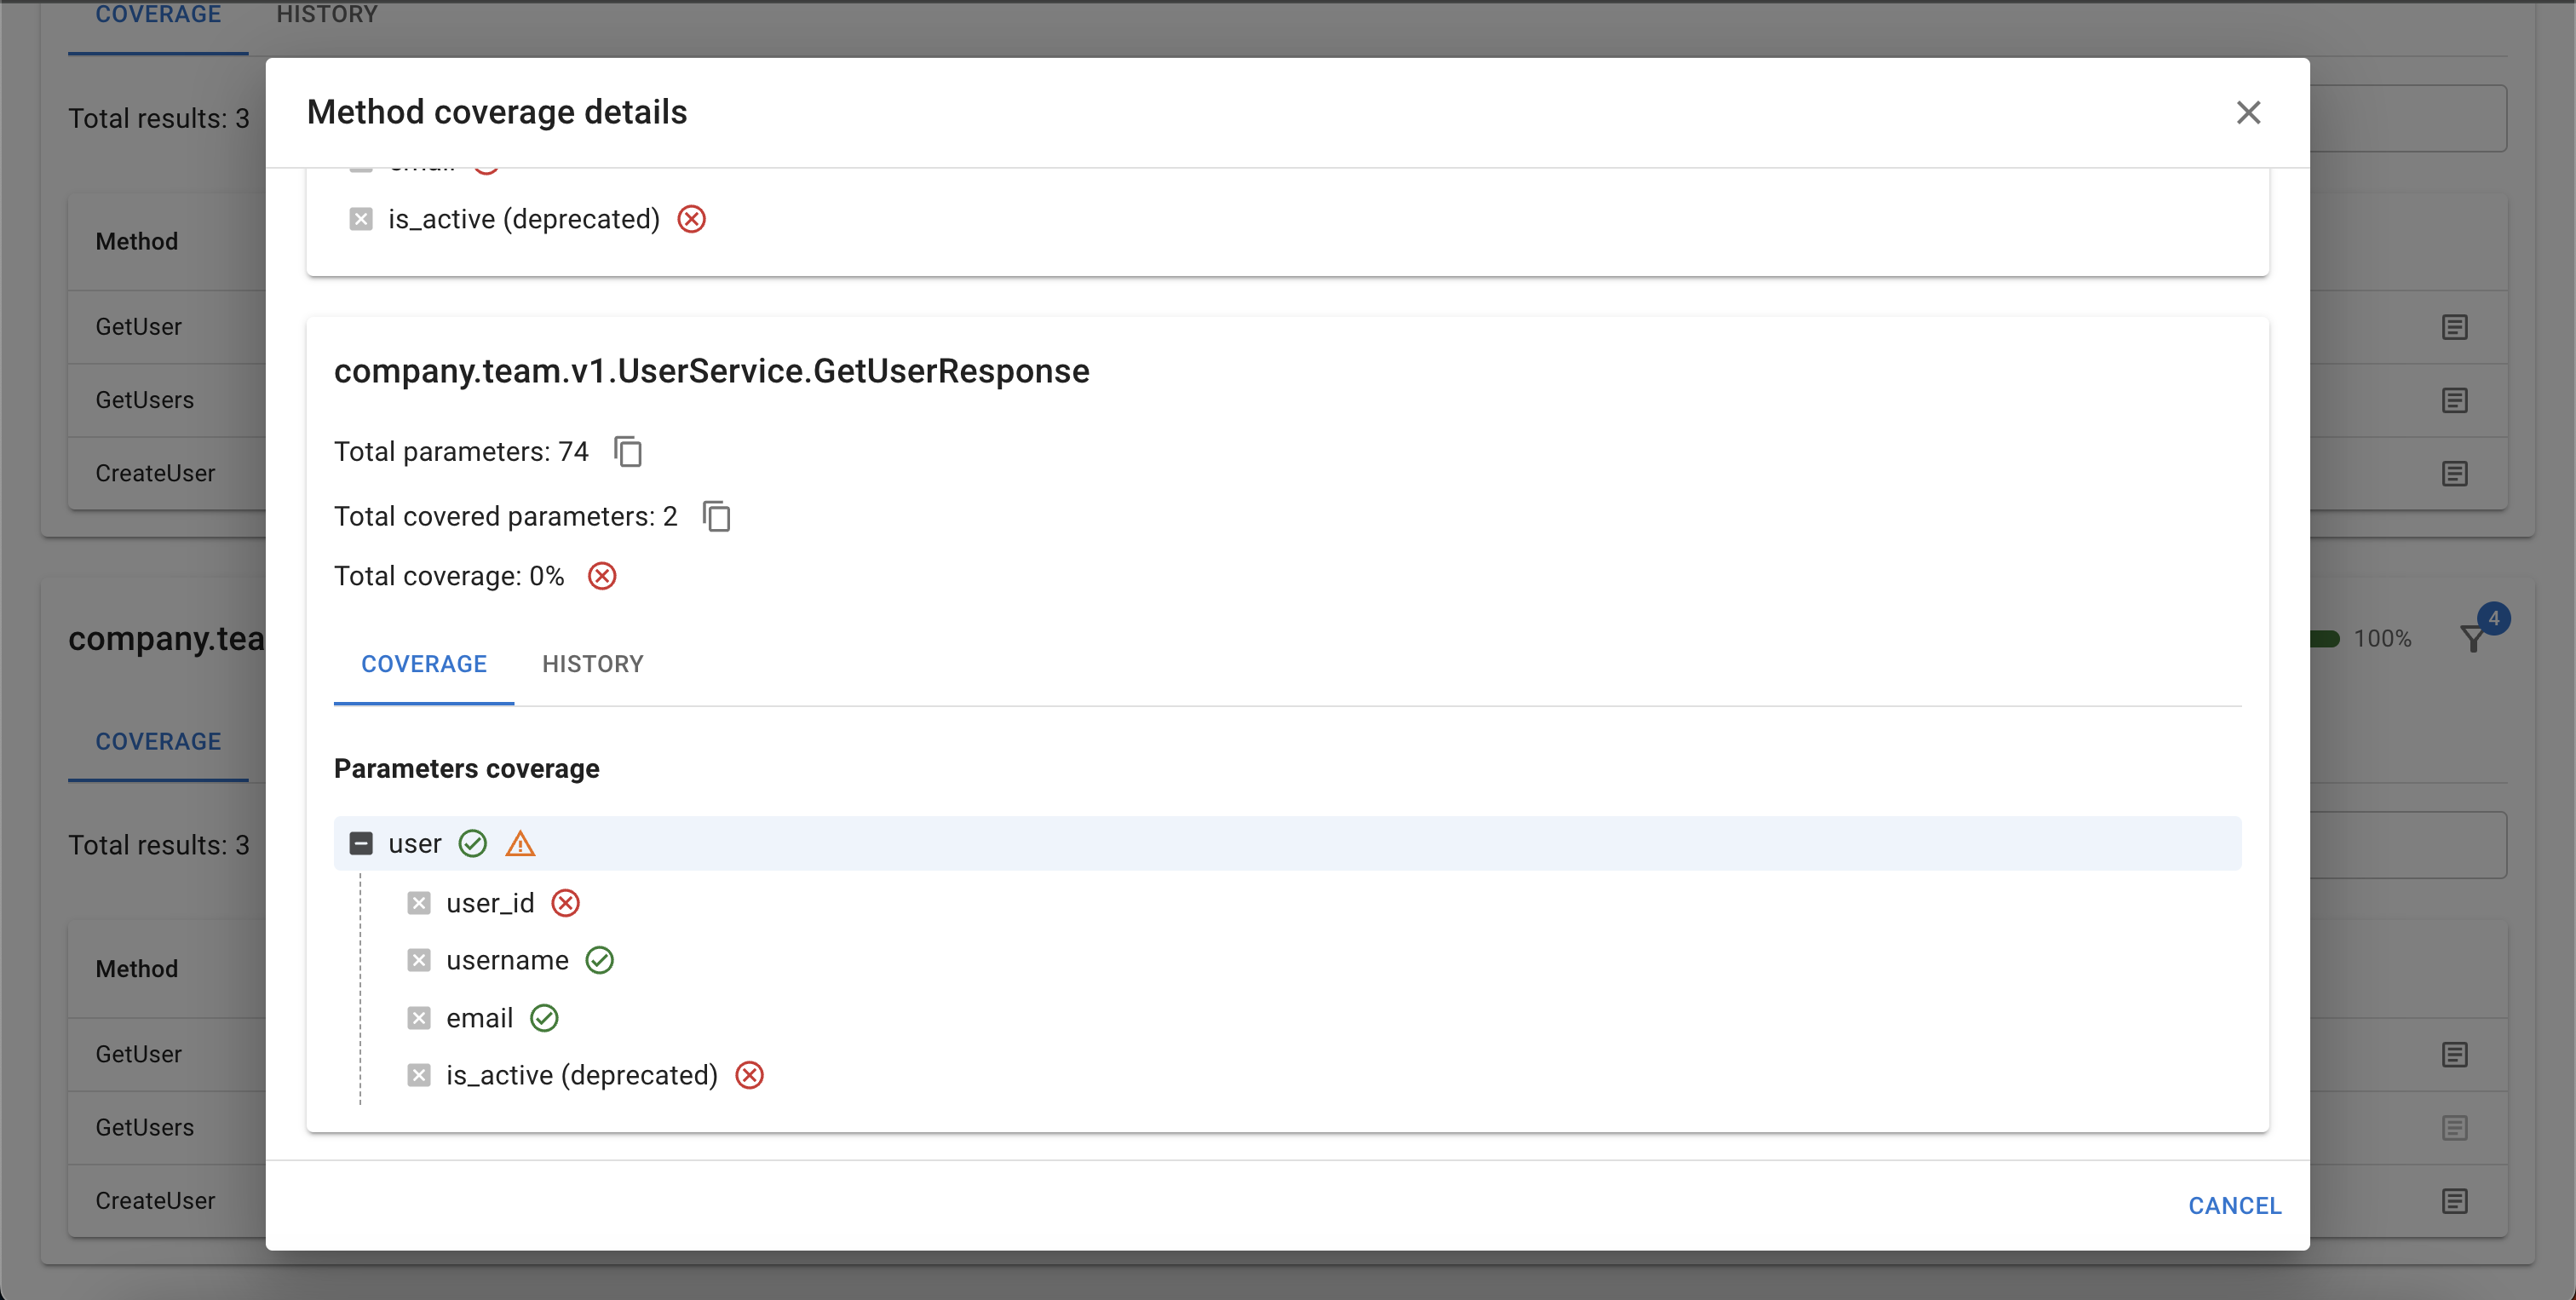 COVERAGE HISTORY
Total results: 3
Method
GetUser
GetUsers
CreateUser
company.tea
100%
4
COVERAGE
Total results: 3
Method
GetUser
GetUsers
CreateUser
Method coverage details
email
is_active (deprecated)
company.team.v1.UserService.GetUserResponse
Total parameters: 74
Total covered parameters: 2
Total coverage: 0%
COVERAGE HISTORY
Parameters coverage
user
user_id
username
email
is_active (deprecated)
CANCEL